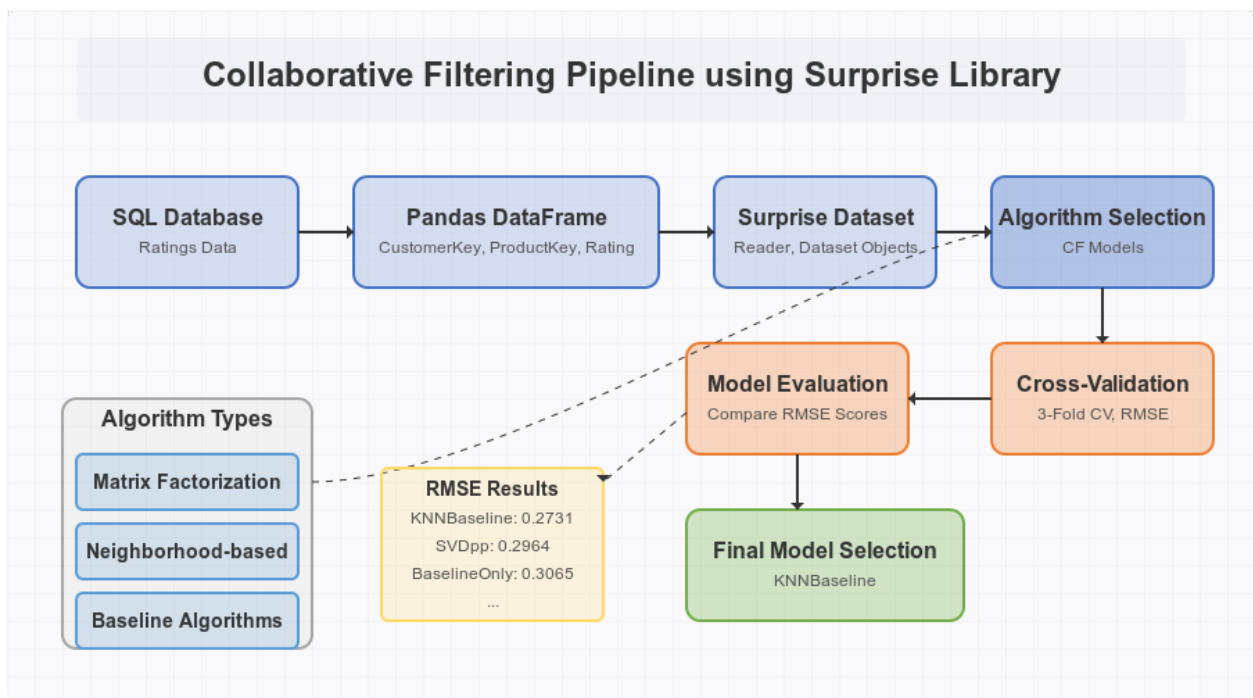 Collaborative Filtering Pipeline using Surprise Library
SQL Database
Ratings Data
Pandas DataFrame
CustomerKey, ProductKey, Rating
Surprise Dataset
Reader, Dataset Objects
Algorithm Selection
CF Models
Model Evaluation
Compare RMSE Scores
Cross-Validation
3-Fold CV, RMSE
Algorithm Types
Matrix Factorization
Neighborhood-based
Baseline Algorithms
RMSE Results
KNNBaseline: 0.2731
SVDpp: 0.2964
BaselineOnly: 0.3065
...
Final Model Selection
KNNBaseline